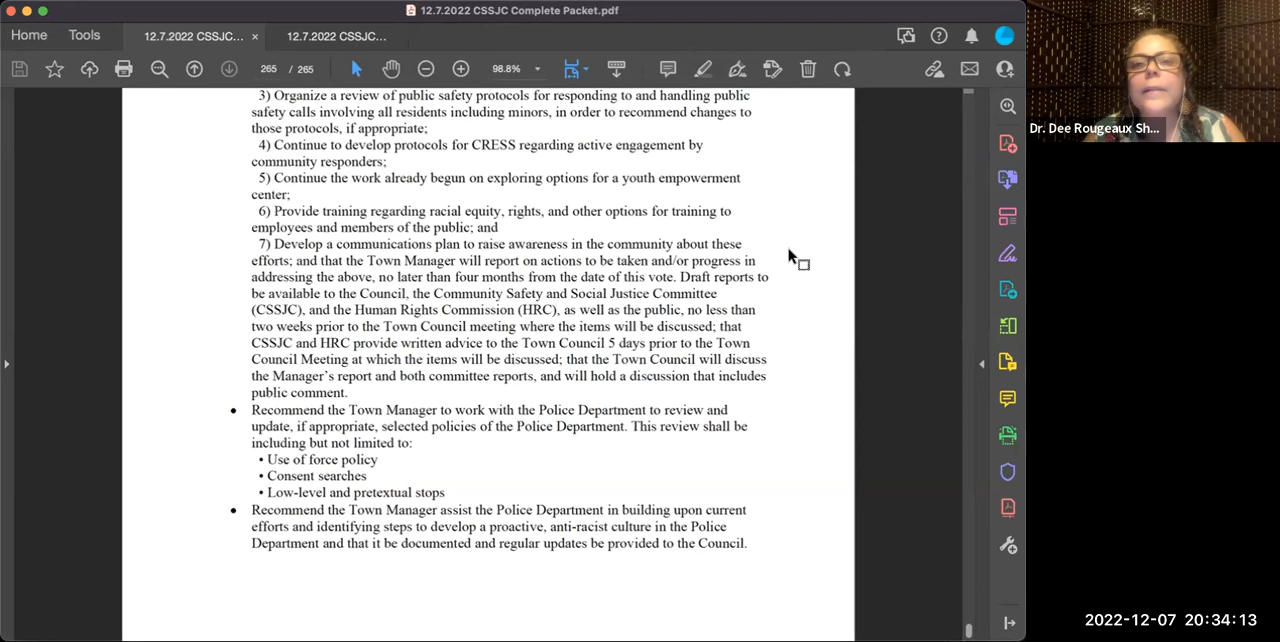 12.7.2022 CSSJC Complete Packet.pdf
Home
Tools
12.7.2022 CSSJC...
×
12.7.2022 CSSJC...
265 / 265
98.8%
3) Organize a review of public safety protocols for responding to and handling public
safety calls involving all residents including minors, in order to recommend changes to
those protocols, if appropriate;
4) Continue to develop protocols for CRESS regarding active engagement by
community responders;
5) Continue the work already begun on exploring options for a youth empowerment
center;
6) Provide training regarding racial equity, rights, and other options for training to
employees and members of the public; and
7) Develop a communications plan to raise awareness in the community about these
efforts; and that the Town Manager will report on actions to be taken and/or progress in
addressing the above, no later than four months from the date of this vote. Draft reports to
be available to the Council, the Community Safety and Social Justice Committee
(CSSJC), and the Human Rights Commission (HRC), as well as the public, no less than
two weeks prior to the Town Council meeting where the items will be discussed; that
CSSJC and HRC provide written advice to the Town Council 5 days prior to the Town
Council Meeting at which the items will be discussed; that the Town Council will discuss
the Manager's report and both committee reports, and will hold a discussion that includes
public comment.
• Recommend the Town Manager to work with the Police Department to review and
update, if appropriate, selected policies of the Police Department. This review shall be
including but not limited to:
• Use of force policy
• Consent searches
• Low-level and pretextual stops
• Recommend the Town Manager assist the Police Department in building upon current
efforts and identifying steps to develop a proactive, anti-racist culture in the Police
Department and that it be documented and regular updates be provided to the Council.
Dr. Dee Rougeaux Sh...
2022-12-07 20:34:13